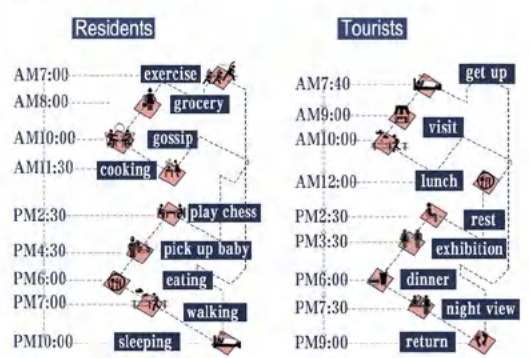 Residents
AM7:00 exercise
AM8:00 grocery
AM10:00 gossip
AM11:30 cooking
PM2:30 play chess
PM4:30 pick up baby
PM6:00 eating
PM7:00 walking
PM10:00 sleeping
Tourists
AM7:40 get up
AM9:00 visit
AM10:00
AM12:00 lunch
PM2:30 rest
PM3:30 exhibition
PM6:00 dinner
PM7:30 night view
PM9:00 return